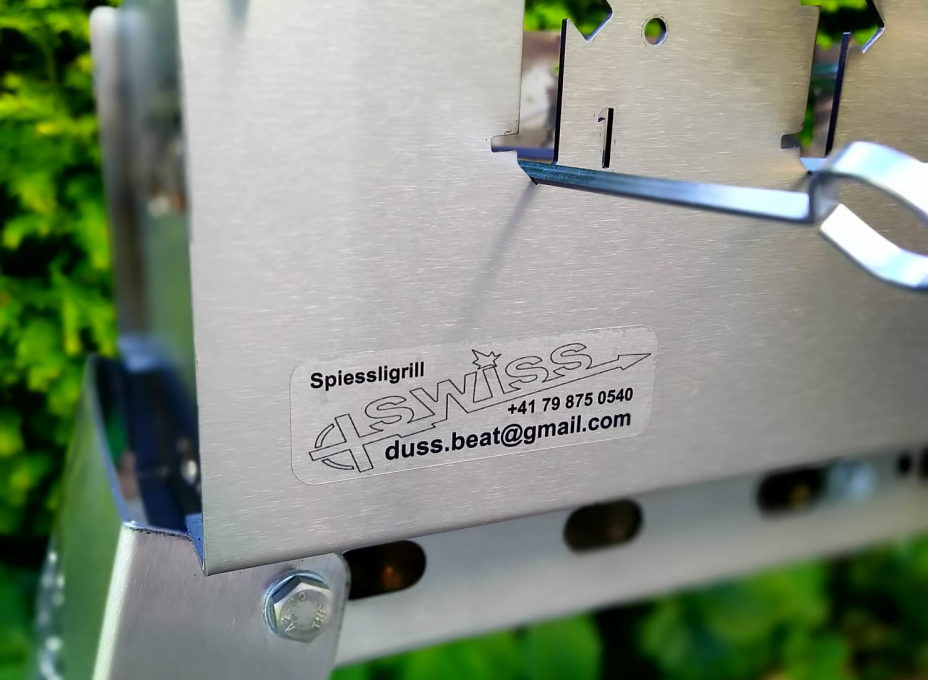 1
Spiessligrill
swiss
+41 79 875 0540
duss.beat@gmail.com